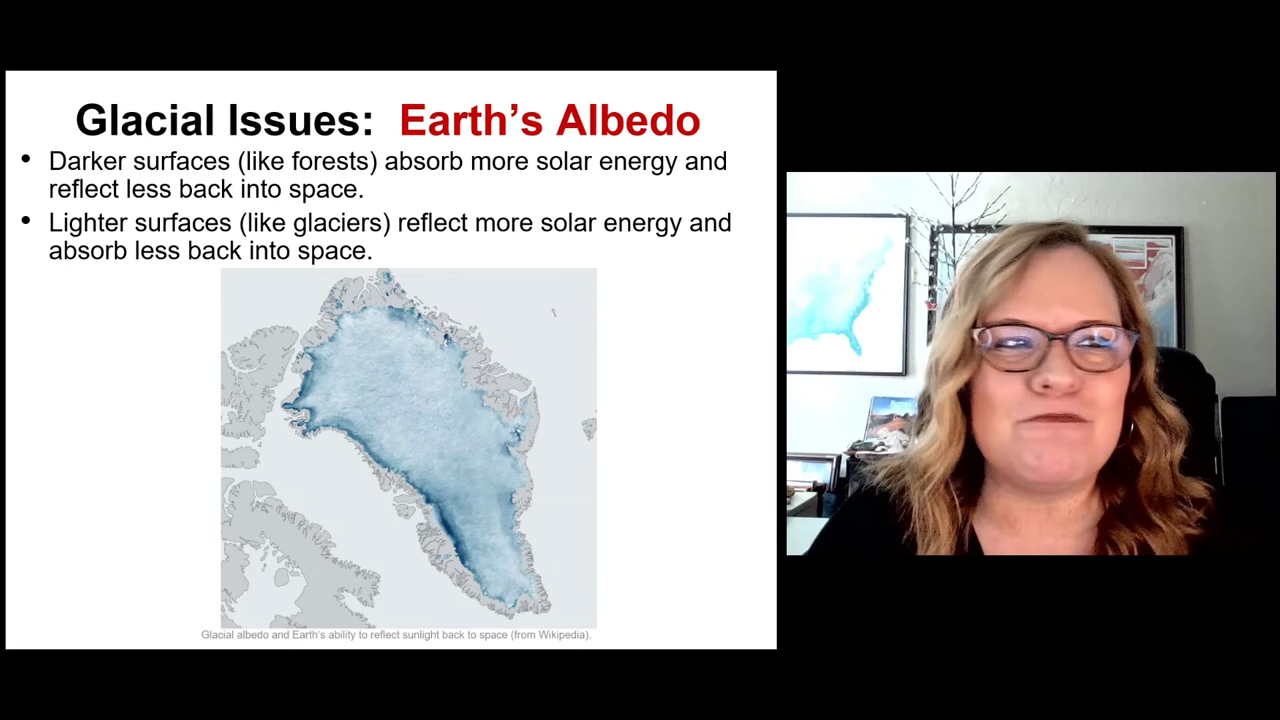 Glacial Issues: Earth's Albedo
• Darker surfaces (like forests) absorb more solar energy and
reflect less back into space.
• Lighter surfaces (like glaciers) reflect more solar energy and
absorb less back into space.
Glacial albedo and Earth's ability to reflect sunlight back to space (from Wikipedia).